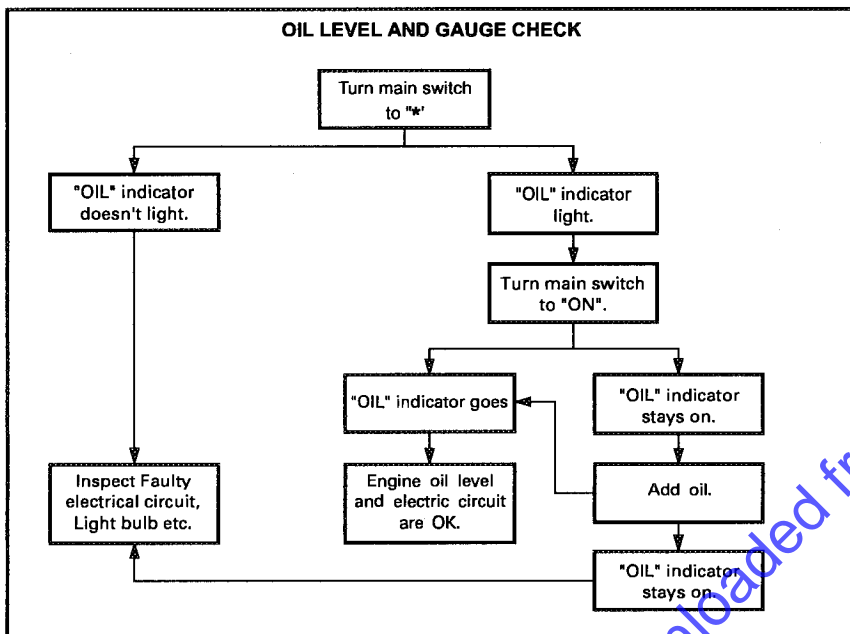 OIL LEVEL AND GAUGE CHECK
Turn main switch
to "*'
"OIL" indicator
doesn't light.
"OIL" indicator
light.
Turn main switch
to "ON".
"OIL" indicator goes
"OIL" indicator
stays on.
Inspect Faulty
electrical circuit,
Light bulb etc.
Engine oil level
and electric circuit
are OK.
Add oil.
"OIL" indicator
stays on.